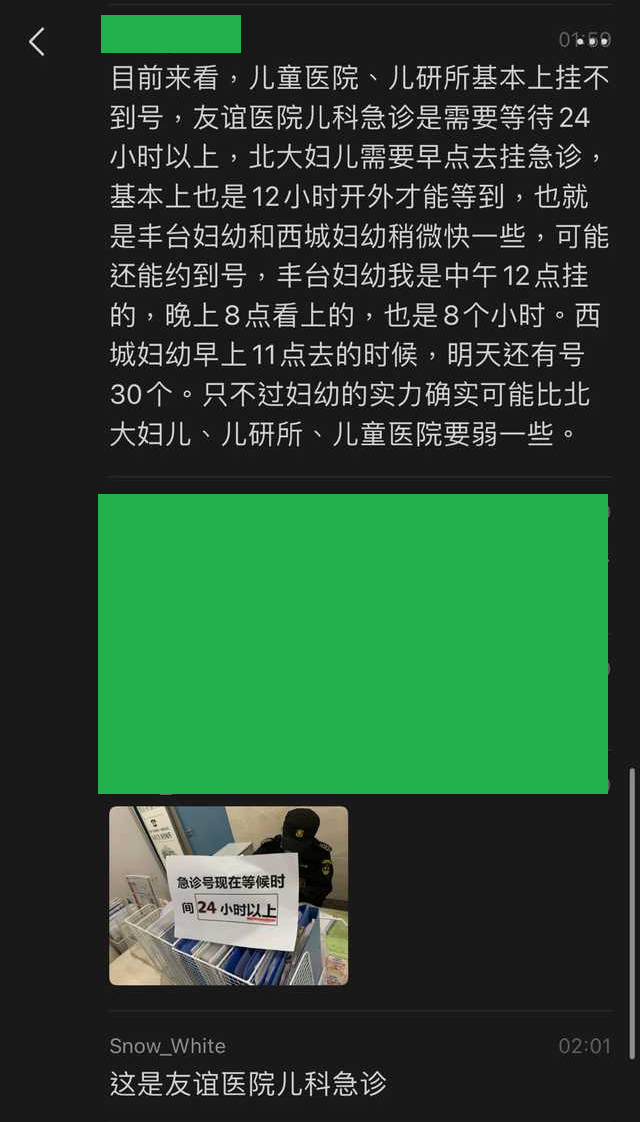 01:59
目前来看，儿童医院、儿研所基本上挂不
到号，友谊医院儿科急诊是需要等待24
小时以上，北大妇儿需要早点去挂急诊，
基本上也是12小时开外才能等到，也就
是丰台妇幼和西城妇幼稍微快一些，可能
还能约到号，丰台妇幼我是中午12点挂
的，晚上8点看上的，也是8个小时。西
城妇幼早上11点去的时候，明天还有号
30个。只不过妇幼的实力确实可能比北
大妇儿、儿研所、儿童医院要弱一些。
急诊号现在等候时
间24小时以上
Snow_White
02:01
这是友谊医院儿科急诊